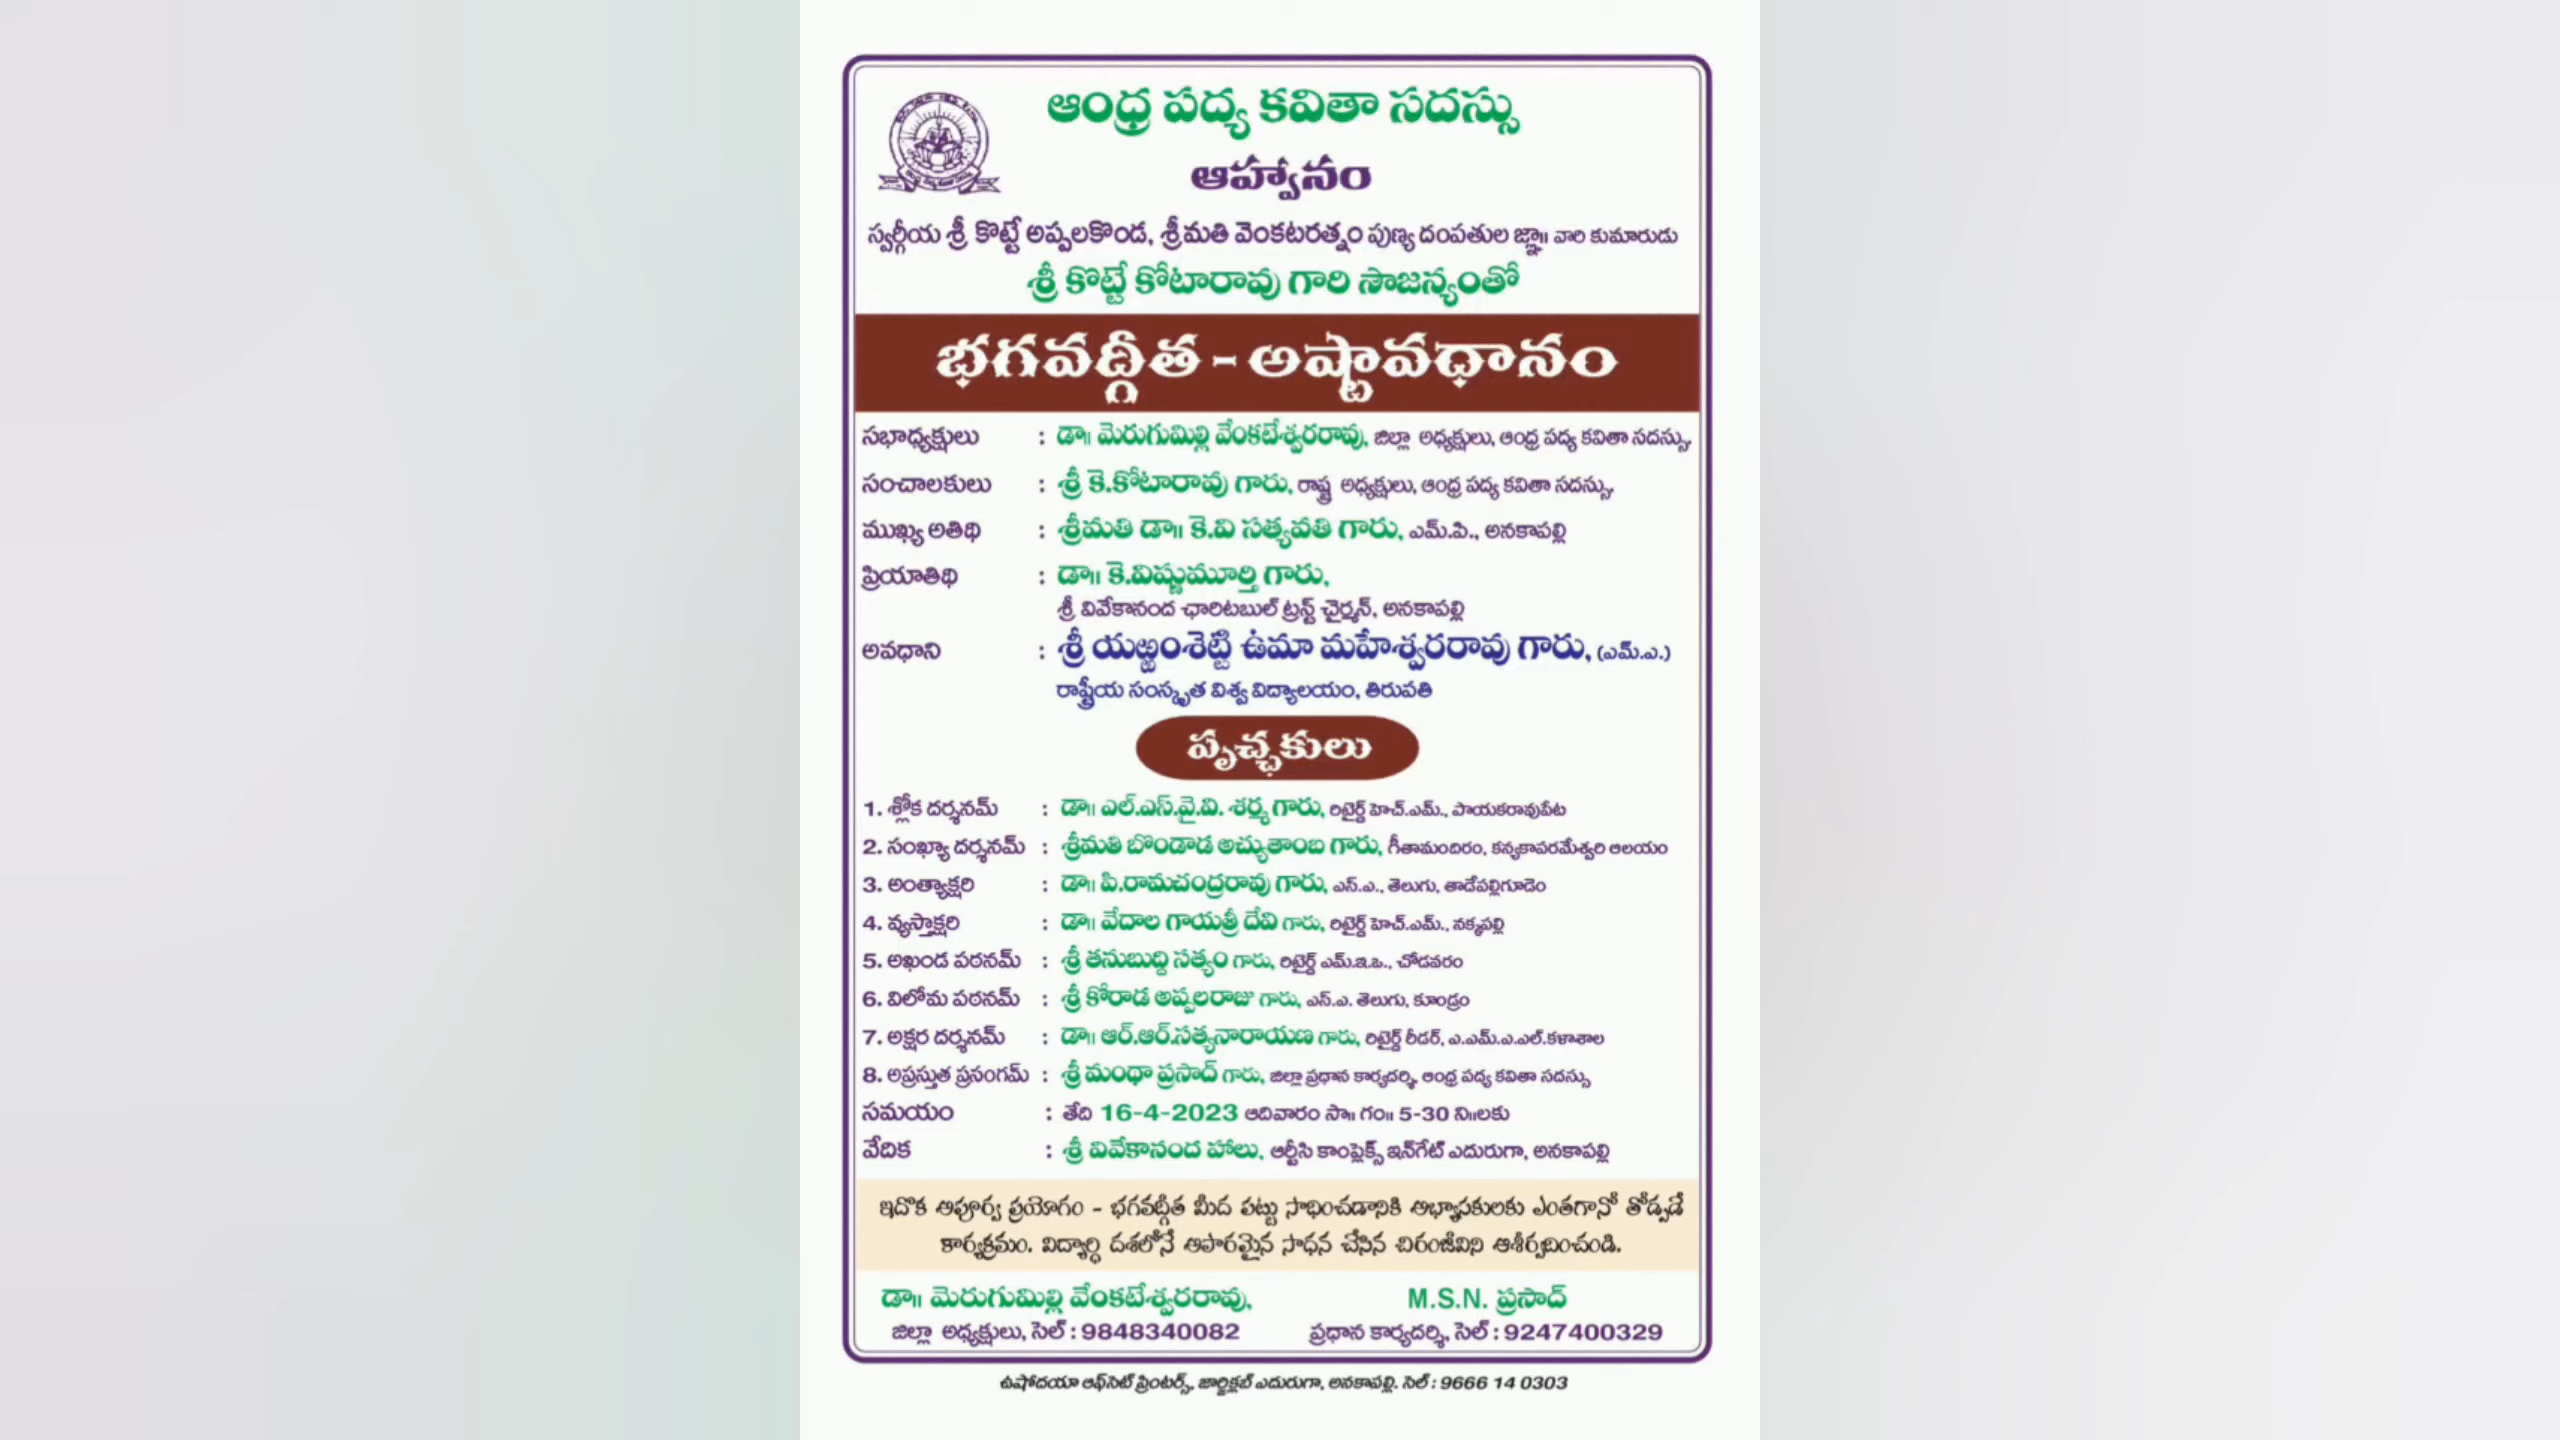 ఆంధ్ర పద్య కవితా సదస్సు
ఆహ్వానం
స్వర్గీయ శ్రీ కొట్టే అప్పలకొండ, శ్రీమతి వెంకటరత్నం పుణ్య దంపతుల జ్ఞా॥ వారి కుమారుడు
శ్రీ కొట్టే కోటారావు గారి సౌజన్యంతో
భగవద్గీత - అష్టావధానం
సభాధ్యక్షులు : డా॥ మెరుగుమిల్లి వేంకటేశ్వరరావు, జిల్లా అధ్యక్షులు, ఆంధ్ర పద్య కవితా సదస్సు.
సంచాలకులు : శ్రీ కె.కోటారావు గారు, రాష్ట్ర అధ్యక్షులు, ఆంధ్ర పద్య కవితా సదస్సు.
ముఖ్య అతిథి : శ్రీమతి డా॥ కె.వి సత్యవతి గారు, ఎమ్.పి., అనకాపల్లి
ప్రియాతిథి : డా॥ కె.విష్ణుమూర్తి గారు,
శ్రీ వివేకానంద ఛారిటబుల్ ట్రస్ట్ చైర్మన్, అనకాపల్లి
అవధాని : శ్రీ యఱ్ఱంశెట్టి ఉమా మహేశ్వరరావు గారు, (ఎమ్.ఎ.)
రాష్ట్రీయ సంస్కృత విశ్వ విద్యాలయం, తిరుపతి
పృచ్ఛకులు
1. శ్లోక దర్శనమ్ : డా॥ ఎల్.ఎస్.వై.వి. శర్మ గారు, రిటైర్డ్ హెచ్.ఎమ్., పాయకరావుపేట
2. సంఖ్యా దర్శనమ్ : శ్రీమతి బొండాడ అచ్యుతాంబ గారు, గీతామందిరం, కన్యకాపరమేశ్వరి ఆలయం
3. అంత్యాక్షరి : డా॥ పి.రామచంద్రరావు గారు, ఎస్.ఎ., తెలుగు, తాడేపల్లిగూడెం
4. వ్యస్తాక్షరి : డా॥ వేదాల గాయత్రీ దేవి గారు, రిటైర్డ్ హెచ్.ఎమ్., నక్కపల్లి
5. అఖండ పఠనమ్ : శ్రీ తనుబుద్ది సత్యం గారు, రిటైర్డ్ ఎమ్.ఇ.ఒ., చోడవరం
6. విలోమ పఠనమ్ : శ్రీ కోరాడ అప్పలరాజు గారు, ఎస్.ఎ. తెలుగు, కూండ్రం
7. అక్షర దర్శనమ్ : డా॥ ఆర్.ఆర్.సత్యనారాయణ గారు, రిటైర్డ్ రీడర్, ఎ.ఎమ్.ఎ.ఎల్.కళాశాల
8. అప్రస్తుత ప్రసంగమ్ : శ్రీ మంథా ప్రసాద్ గారు, జిల్లా ప్రధాన కార్యదర్శి, ఆంధ్ర పద్య కవితా సదస్సు
సమయం : తేది 16-4-2023 ఆదివారం సా॥ గం॥ 5-30 ని॥లకు
వేదిక : శ్రీ వివేకానంద హాలు, ఆర్టీసి కాంప్లెక్స్ ఇన్‌గేట్ ఎదురుగా, అనకాపల్లి
ఇదొక అపూర్వ ప్రయోగం - భగవద్గీత మీద పట్టు సాధించడానికి అభ్యాసకులకు ఎంతగానో తోడ్పడే
కార్యక్రమం. విద్యార్థి దశలోనే అపారమైన సాధన చేసిన చిరంజీవిని ఆశీర్వదించండి.
డా॥ మెరుగుమిల్లి వేంకటేశ్వరరావు, M.S.N. ప్రసాద్
జిల్లా అధ్యక్షులు, సెల్ : 9848340082 ప్రధాన కార్యదర్శి, సెల్ : 9247400329
ఉషోదయా ఆఫ్‌సెట్ ప్రింటర్స్, జార్జిక్లబ్ ఎదురుగా, అనకాపల్లి. సెల్ : 9666 14 0303